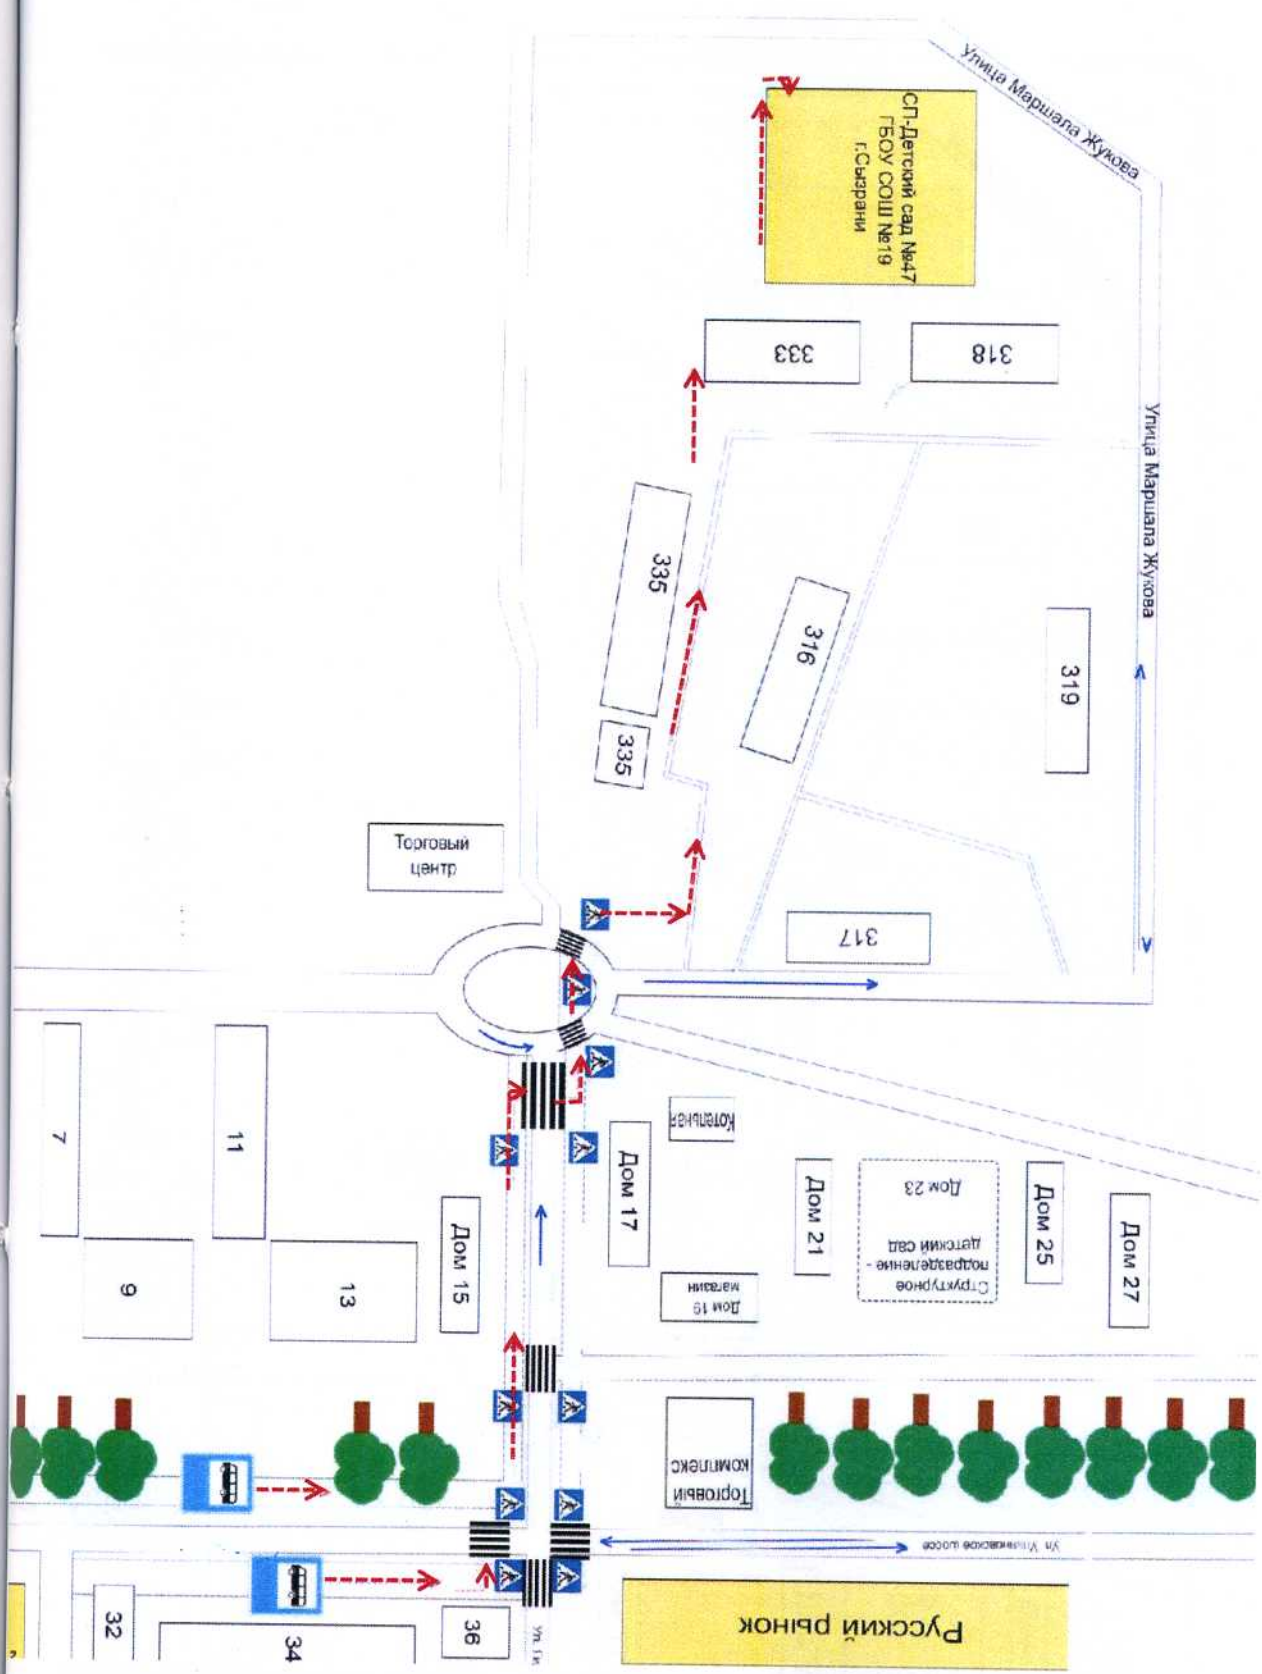 Улица Маршала Жукова
СП-Детский сад №47
ГБОУ СОШ №19
г.Сызрани
333
318
Улица Маршала Жукова
335
316
319
335
Торговый
центр
317
7
11
Дом 17
Котельная
Дом 21
Дом 23
Структурное
подразделение -
детский сад
Дом 25
Дом 27
9
13
Дом 15
Дом 19
магазин
Торговый
комплекс
Ул
шоссе
32
34
36
Ул.
Русский рынок